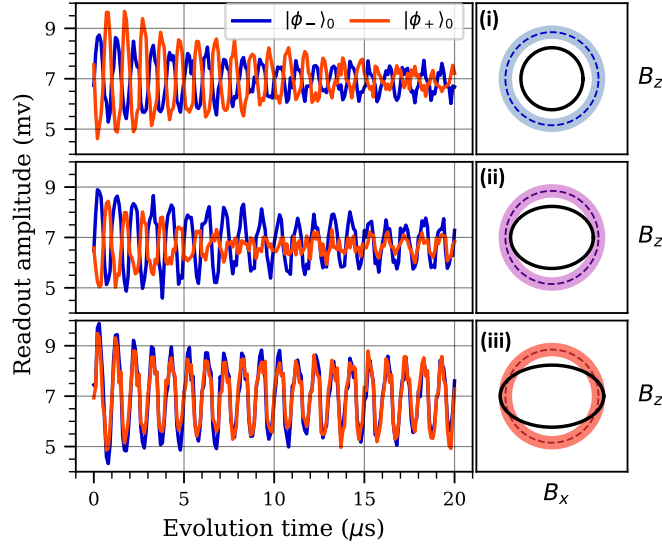 |ϕ₋⟩₀ |ϕ₊⟩₀
Readout amplitude (mv)
9
7
5
(i)
B_z
9
7
5
(ii)
B_z
9
7
5
(iii)
B_z
0 5 10 15 20
B_x
Evolution time (μs)